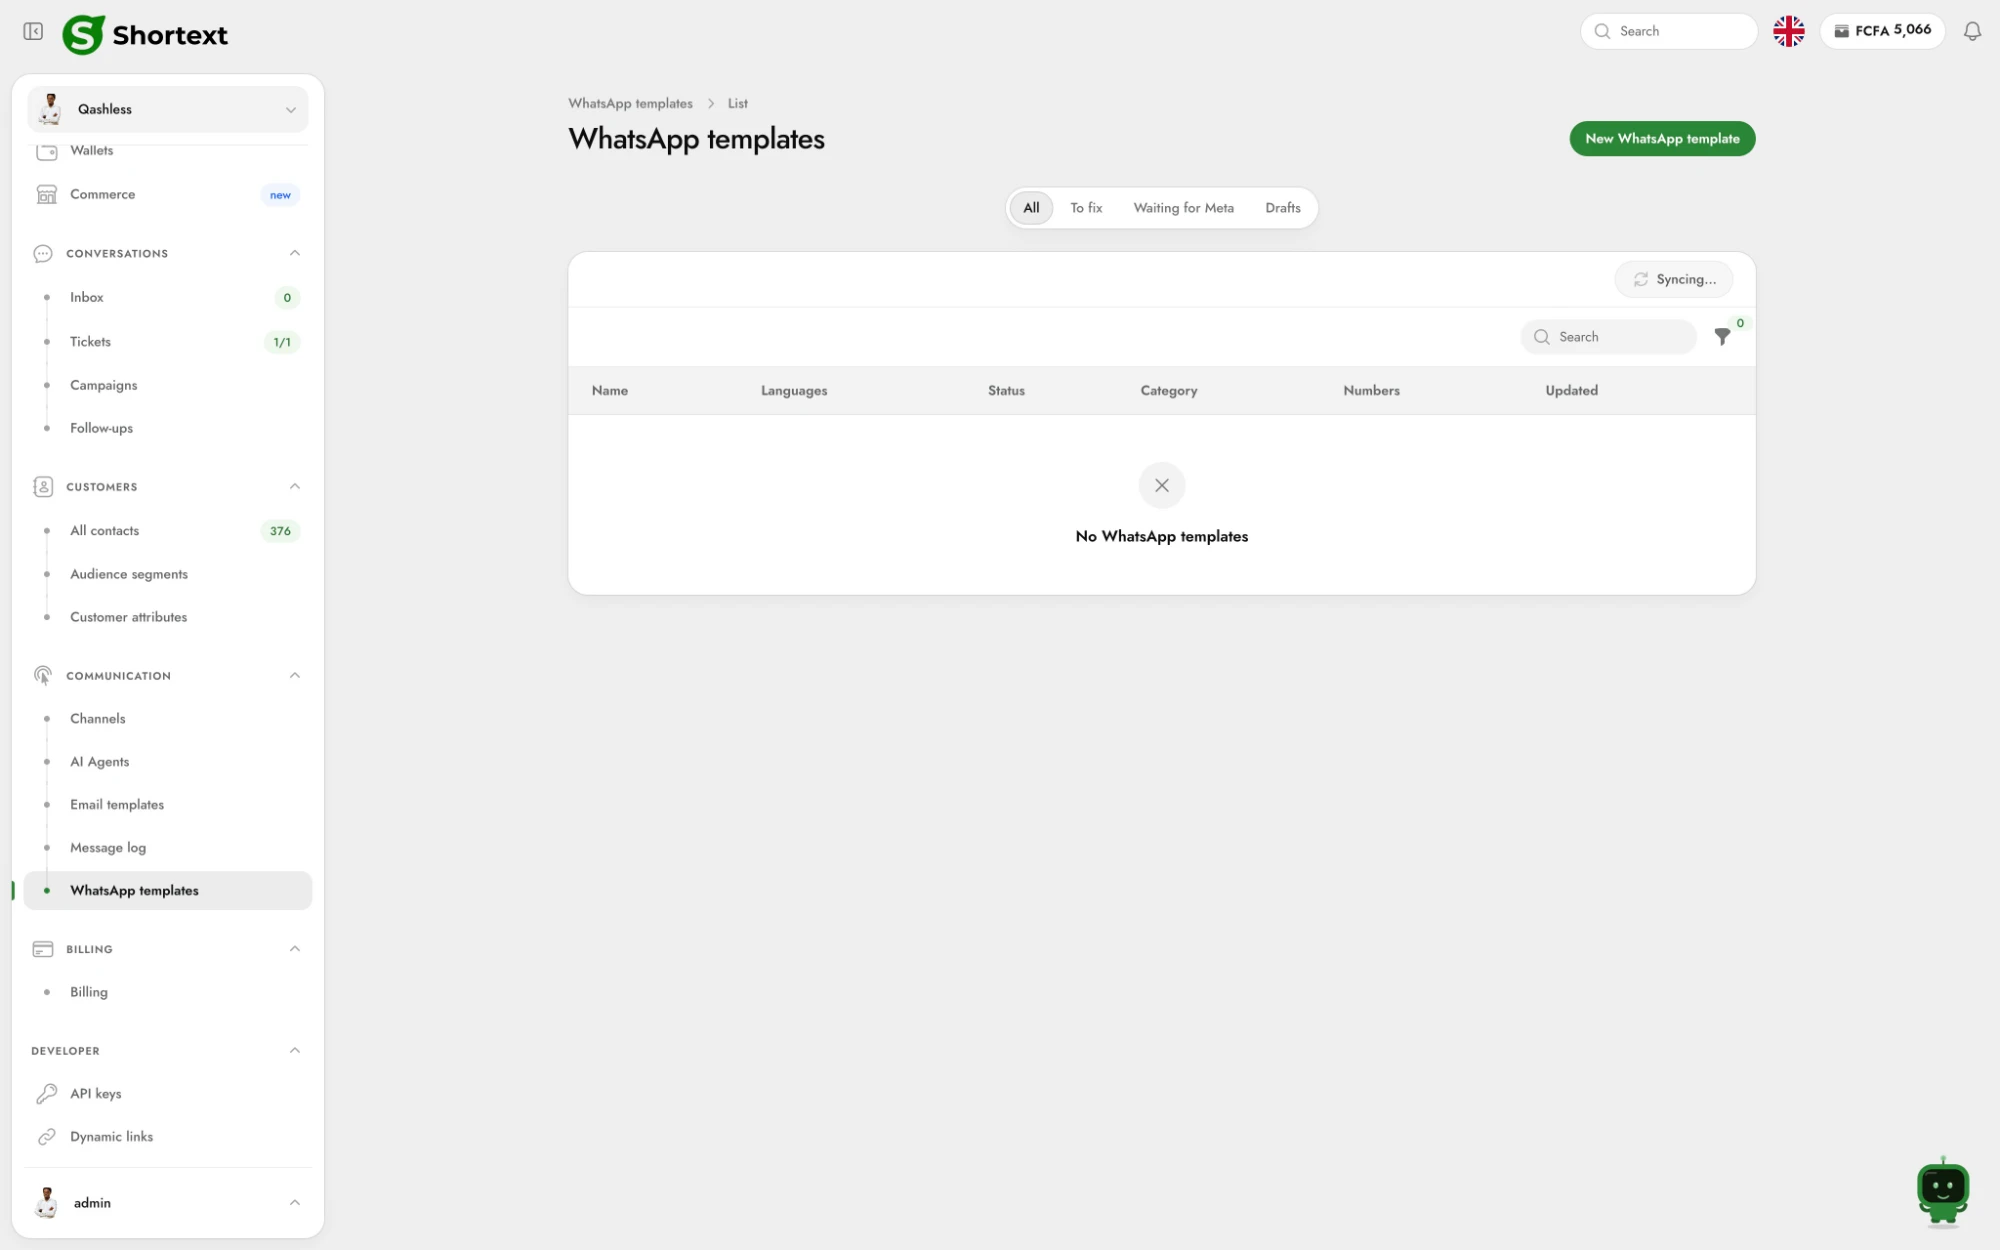 Shortext
Search
FCFA 5,066
Qashless
Wallets
Commerce
new
CONVERSATIONS
Inbox
0
Tickets
1/1
Campaigns
Follow-ups
CUSTOMERS
All contacts
376
Audience segments
Customer attributes
COMMUNICATION
Channels
AI Agents
Email templates
Message log
WhatsApp templates
BILLING
Billing
DEVELOPER
API keys
Dynamic links
admin
WhatsApp templates > List
WhatsApp templates
New WhatsApp template
All
To fix
Waiting for Meta
Drafts
Syncing...
Search
0
Name Languages Status Category Numbers Updated
No WhatsApp templates